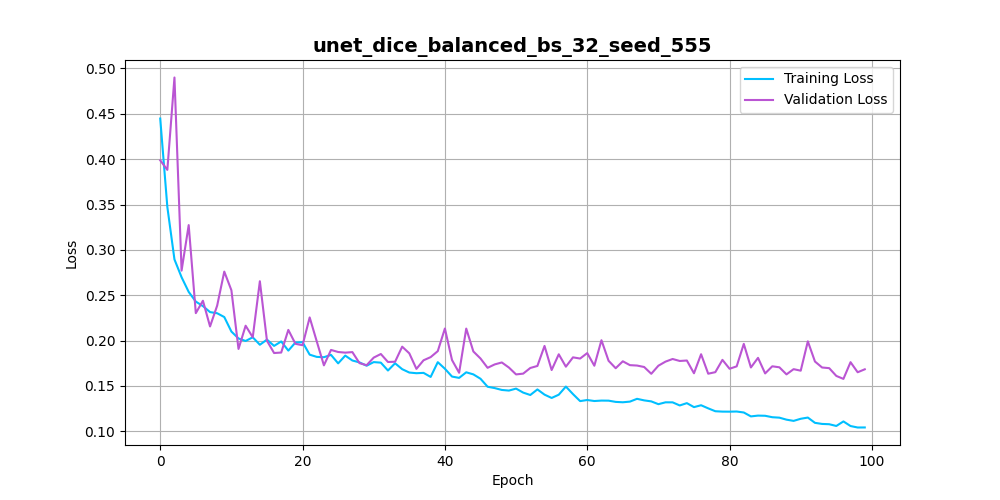 unet_dice_balanced_bs_32_seed_555
Training Loss
Validation Loss
0.50
0.45
0.40
0.35
0.30
0.25
0.20
0.15
0.10
Loss
0 20 40 60 80 100
Epoch